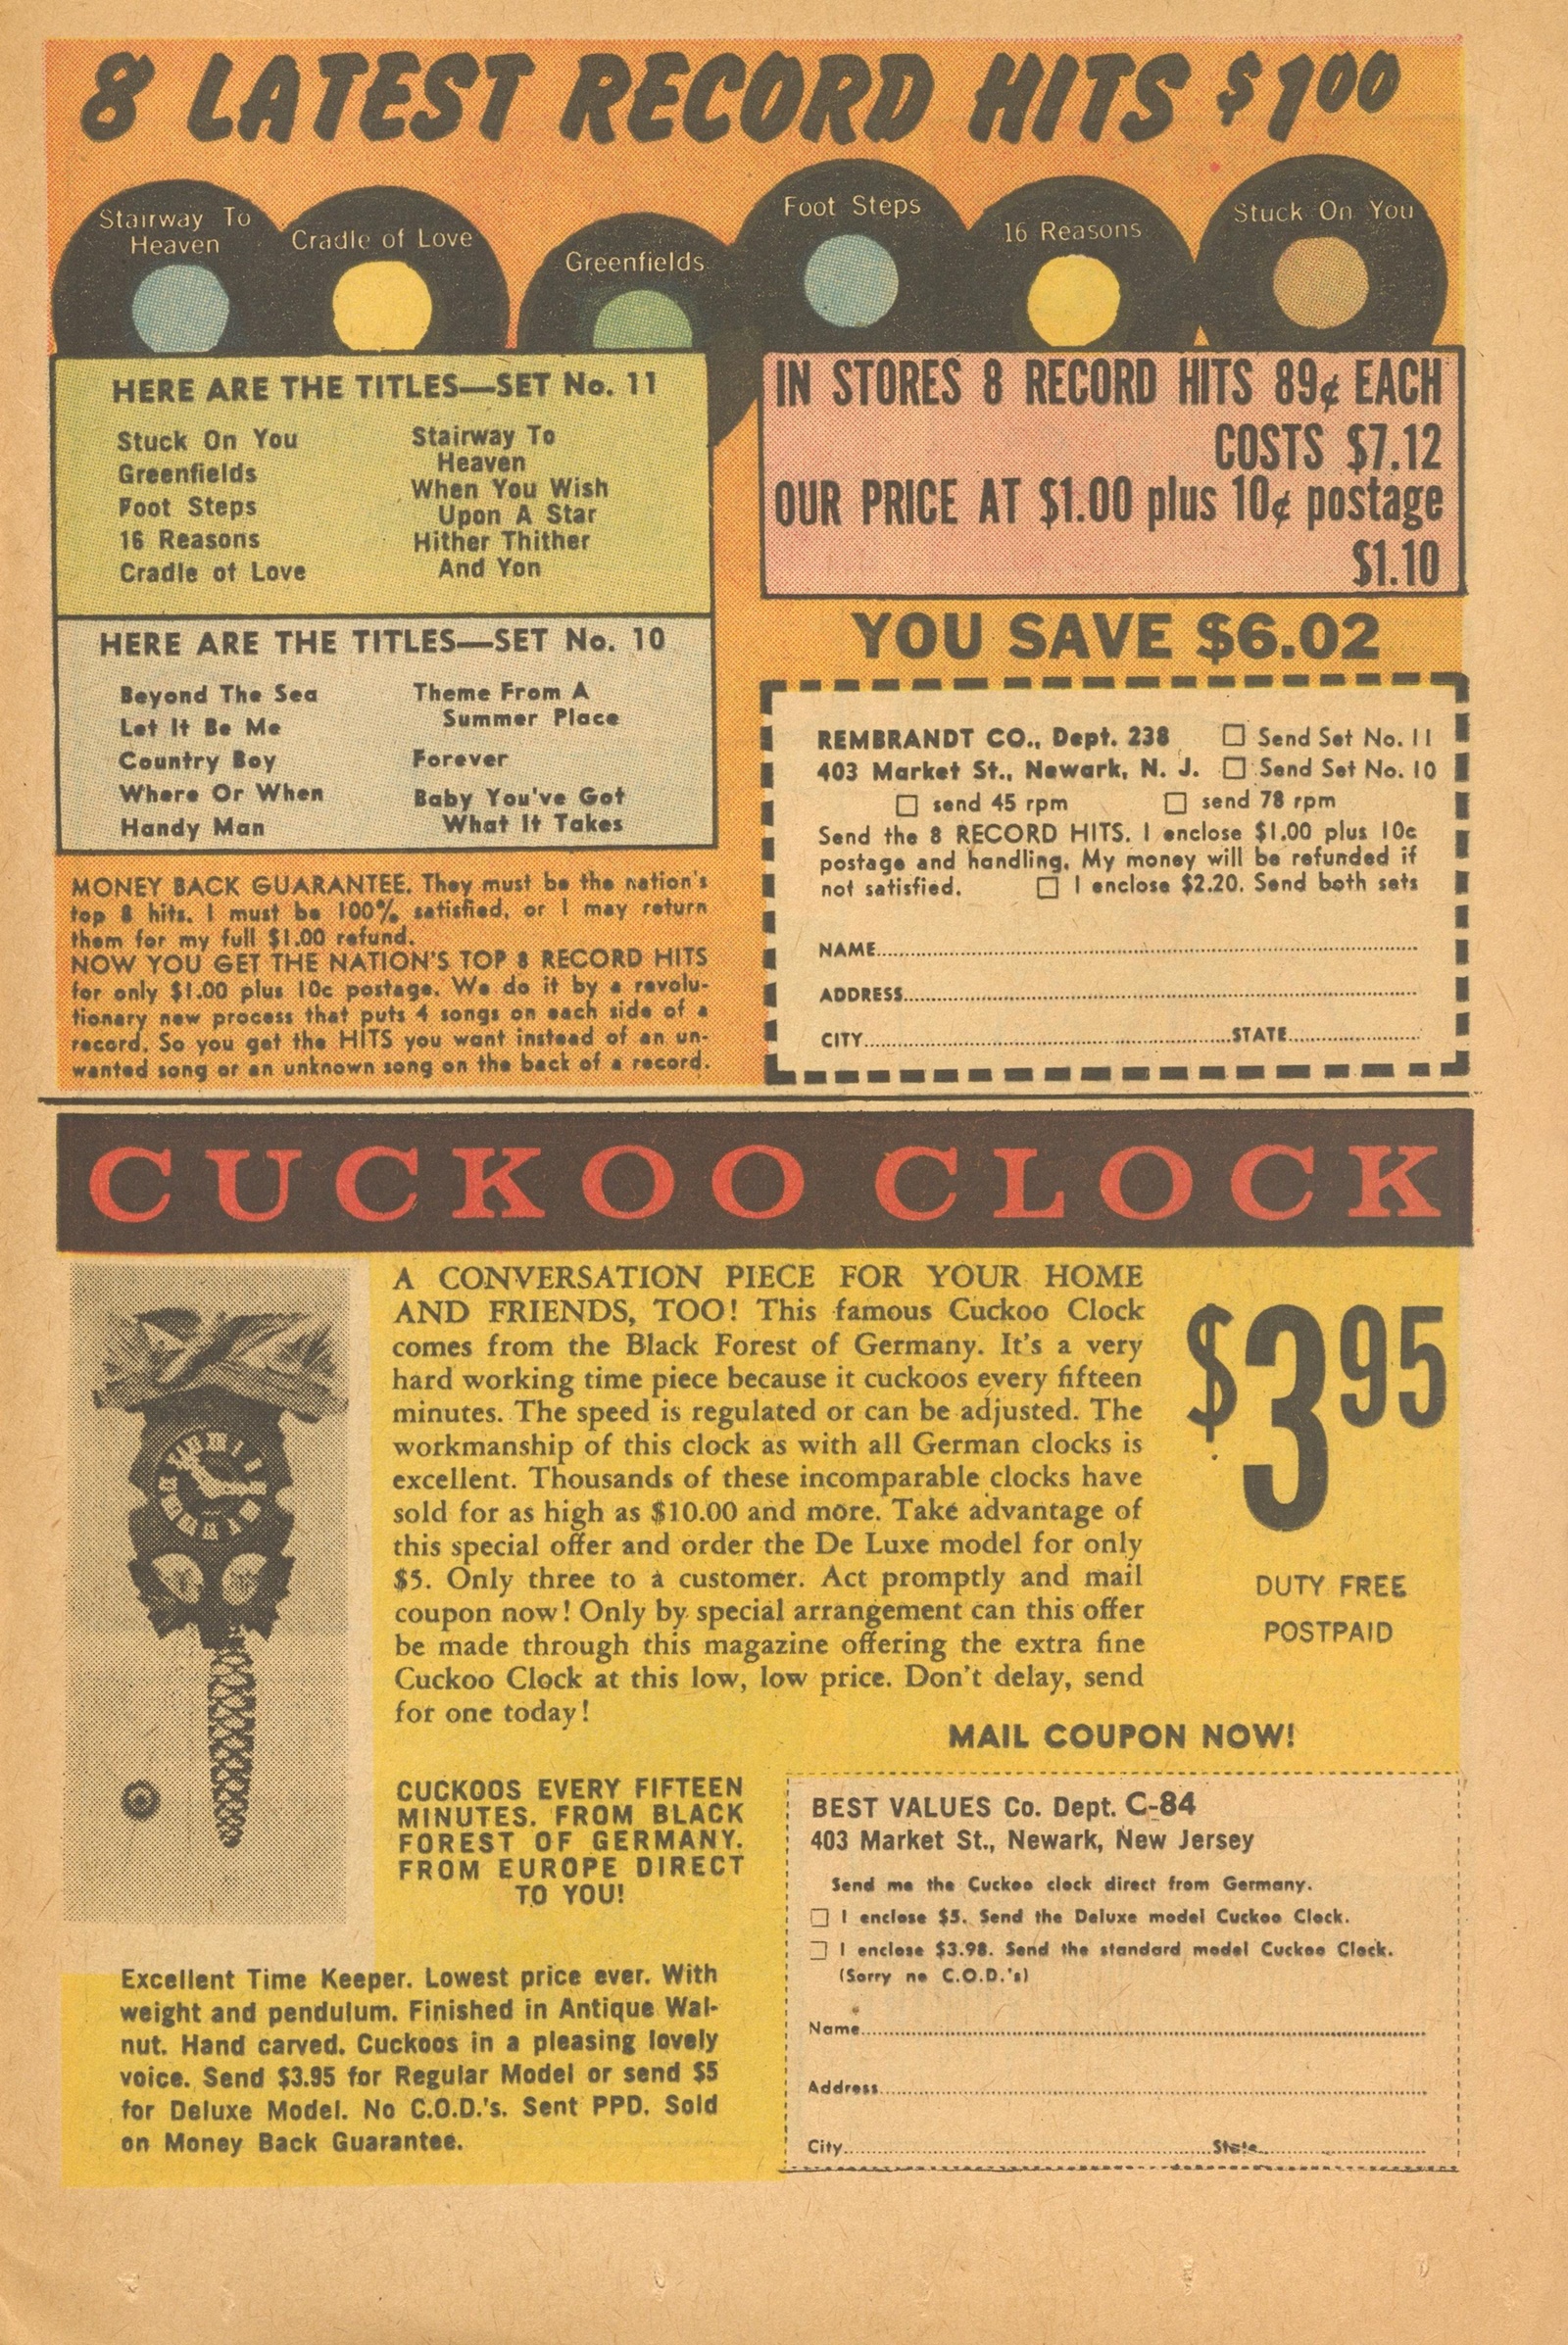 8 LATEST RECORD HITS $1.00
Stairway To
Heaven
Cradle of Love
Greenfields
Foot Steps
16 Reasons
Stuck On You
HERE ARE THE TITLES—SET No. 11
Stuck On You
Greenfields
Foot Steps
16 Reasons
Cradle of Love
Stairway To
Heaven
When You Wish
Upon A Star
Hither Thither
And Yon
HERE ARE THE TITLES—SET No. 10
Beyond The Sea
Let It Be Me
Country Boy
Where Or When
Handy Man
Theme From A
Summer Place
Forever
Baby You've Got
What It Takes
MONEY BACK GUARANTEE. They must be the nation's
top 8 hits. I must be 100% satisfied, or I may return
them for my full $1.00 refund.
NOW YOU GET THE NATION'S TOP 8 RECORD HITS
for only $1.00 plus 10c postage. We do it by a revolu-
tionary new process that puts 4 songs on each side of a
record. So you get the HITS you want instead of an un-
wanted song or an unknown song on the back of a record.
IN STORES 8 RECORD HITS 89¢ EACH
COSTS $7.12
OUR PRICE AT $1.00 plus 10¢ postage
$1.10
YOU SAVE $6.02
REMBRANDT CO., Dept. 238 □ Send Set No. 11
403 Market St., Newark, N. J. □ Send Set No. 10
□ send 45 rpm □ send 78 rpm
Send the 8 RECORD HITS. I enclose $1.00 plus 10c
postage and handling. My money will be refunded if
not satisfied. □ I enclose $2.20. Send both sets
NAME
ADDRESS
CITY STATE
CUCKOO CLOCK
A CONVERSATION PIECE FOR YOUR HOME
AND FRIENDS, TOO! This famous Cuckoo Clock
comes from the Black Forest of Germany. It's a very
hard working time piece because it cuckoos every fifteen
minutes. The speed is regulated or can be adjusted. The
workmanship of this clock as with all German clocks is
excellent. Thousands of these incomparable clocks have
sold for as high as $10.00 and more. Take advantage of
this special offer and order the De Luxe model for only
$5. Only three to a customer. Act promptly and mail
coupon now! Only by special arrangement can this offer
be made through this magazine offering the extra fine
Cuckoo Clock at this low, low price. Don't delay, send
for one today!
$3.95
DUTY FREE
POSTPAID
MAIL COUPON NOW!
CUCKOOS EVERY FIFTEEN
MINUTES. FROM BLACK
FOREST OF GERMANY.
FROM EUROPE DIRECT
TO YOU!
Excellent Time Keeper. Lowest price ever. With
weight and pendulum. Finished in Antique Wal-
nut. Hand carved. Cuckoos in a pleasing lovely
voice. Send $3.95 for Regular Model or send $5
for Deluxe Model. No C.O.D.'s. Sent PPD. Sold
on Money Back Guarantee.
BEST VALUES Co. Dept. C-84
403 Market St., Newark, New Jersey
Send me the Cuckoo clock direct from Germany.
□ I enclose $5. Send the Deluxe model Cuckoo Clock.
□ I enclose $3.98. Send the standard model Cuckoo Clock.
(Sorry no C.O.D.'s)
Name
Address
City State